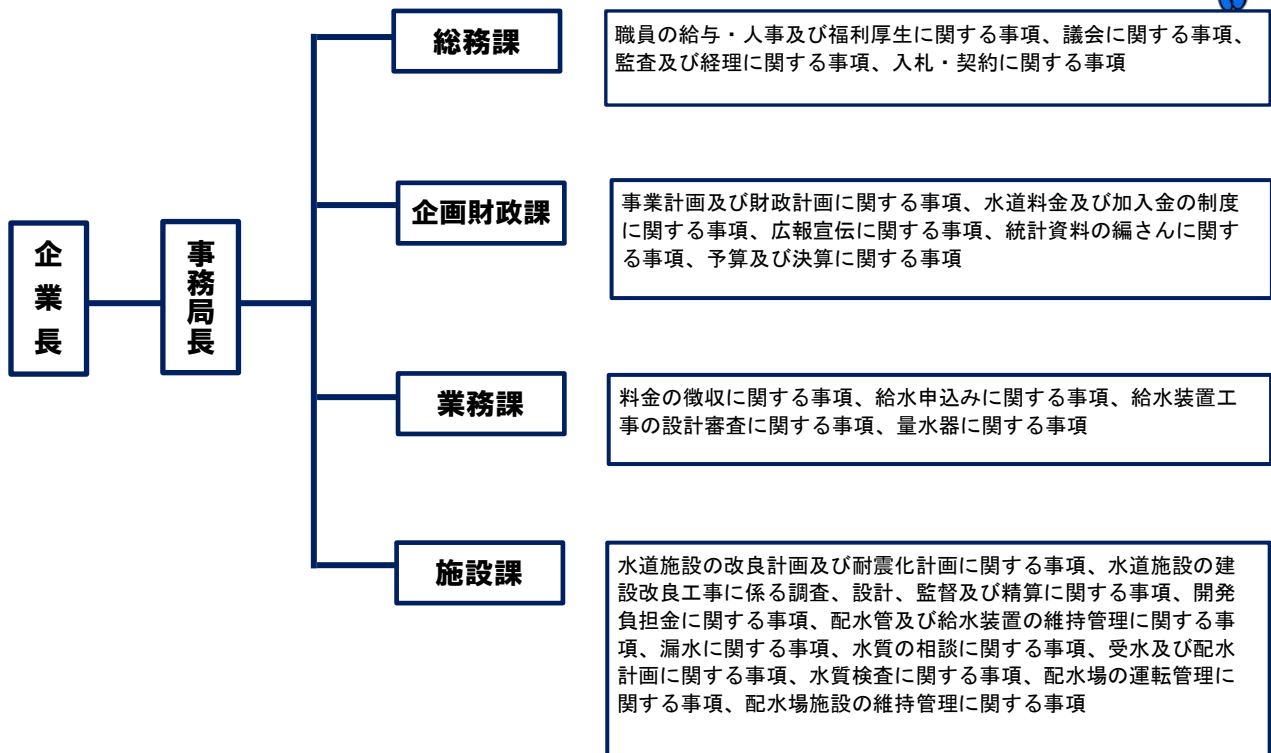 企業長
事務局長
総務課
職員の給与・人事及び福利厚生に関する事項、議会に関する事項、
監査及び経理に関する事項、入札・契約に関する事項
企画財政課
事業計画及び財政計画に関する事項、水道料金及び加入金の制度
に関する事項、広報宣伝に関する事項、統計資料の編さんに関す
る事項、予算及び決算に関する事項
業務課
料金の徴収に関する事項、給水申込みに関する事項、給水装置工
事の設計審査に関する事項、量水器に関する事項
施設課
水道施設の改良計画及び耐震化計画に関する事項、水道施設の建
設改良工事に係る調査、設計、監督及び精算に関する事項、開発
負担金に関する事項、配水管及び給水装置の維持管理に関する事
項、漏水に関する事項、水質の相談に関する事項、受水及び配水
計画に関する事項、水質検査に関する事項、配水場の運転管理に
関する事項、配水場施設の維持管理に関する事項